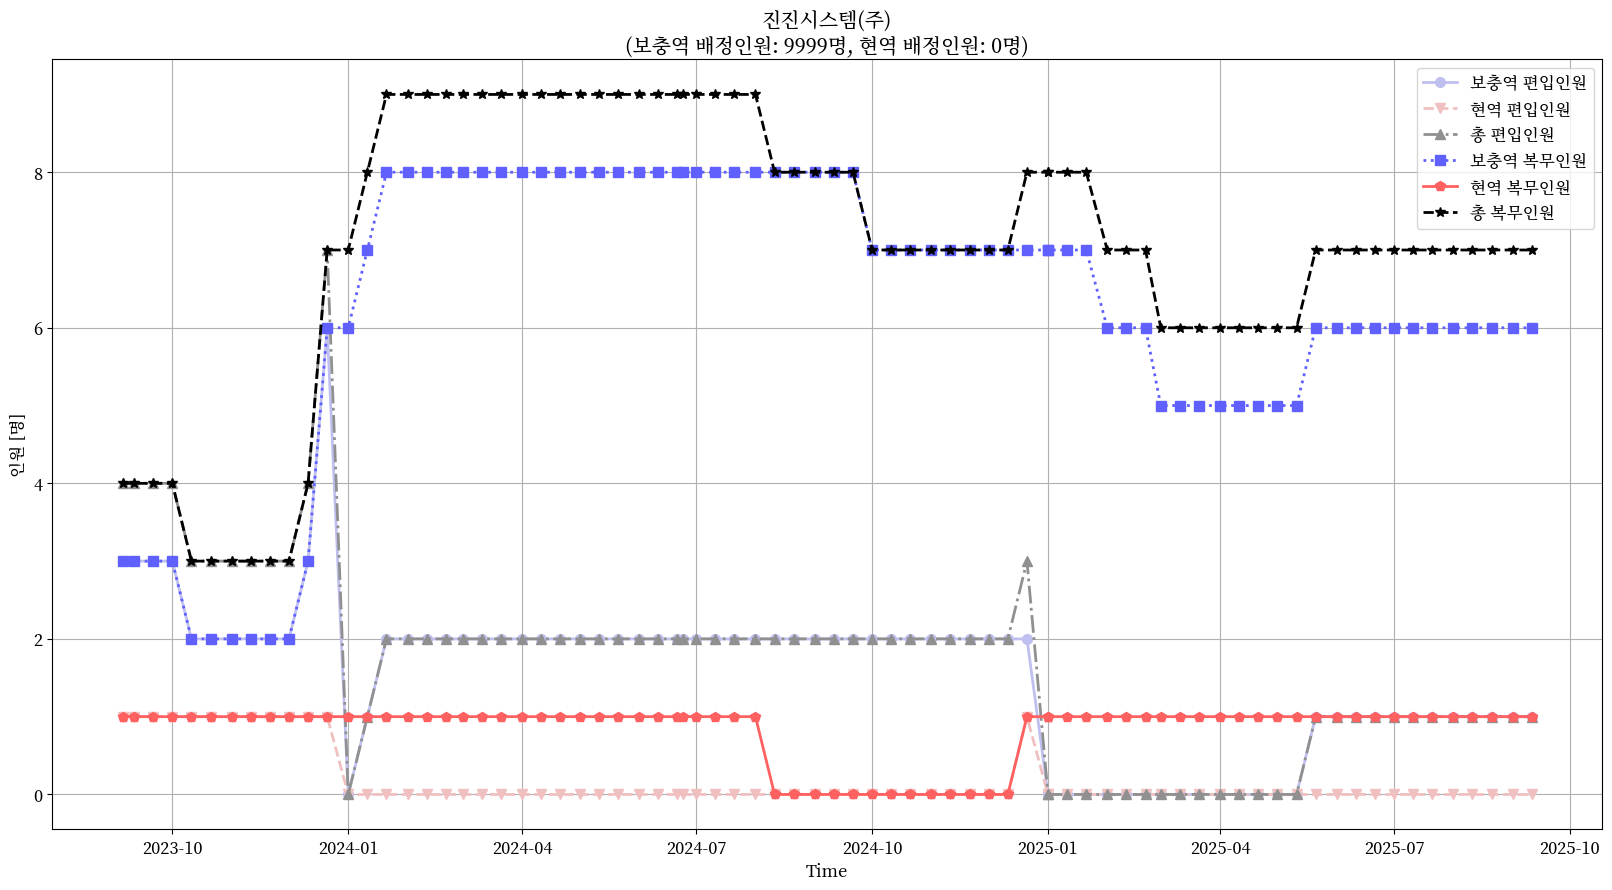 진진시스템(주)
(보충역 배정인원: 9999명, 현역 배정인원: 0명)
보충역 편입인원
현역 편입인원
총 편입인원
보충역 복무인원
현역 복무인원
총 복무인원
인원 [명]
8
6
4
2
0
2023-10
2024-01
2024-04
2024-07
2024-10
2025-01
2025-04
2025-07
2025-10
Time